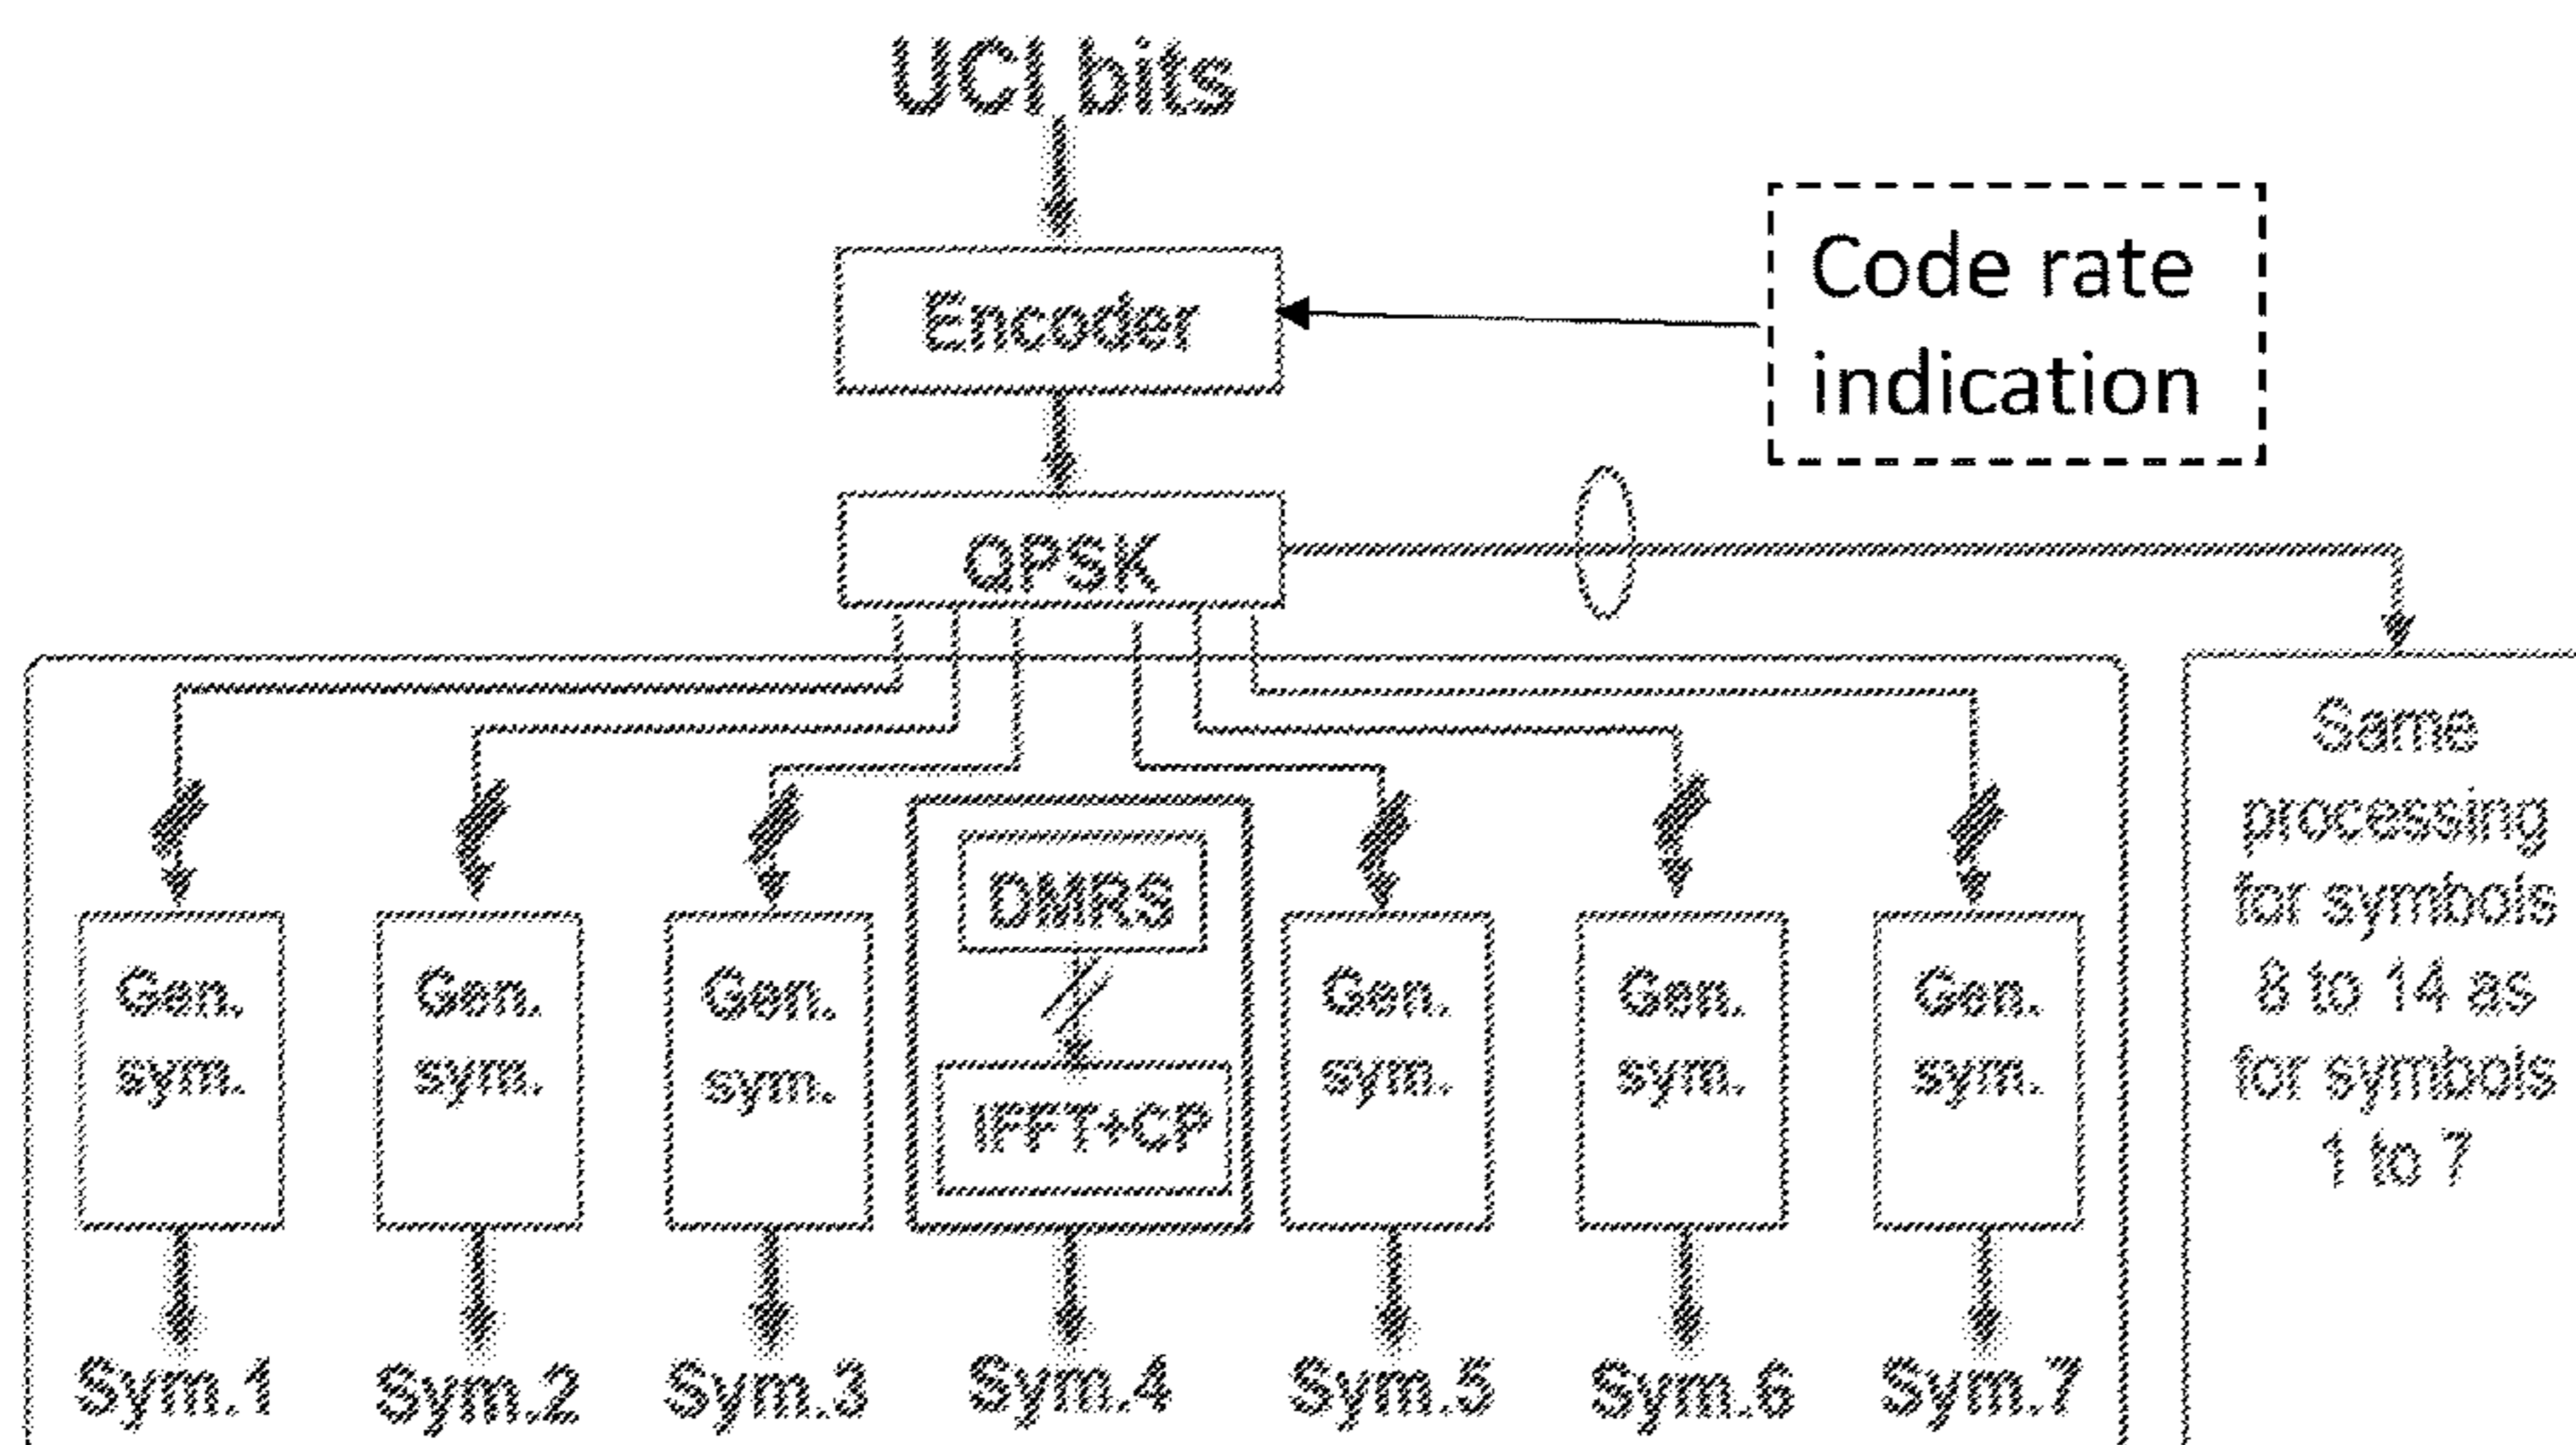 UCI bits
Encoder
Code rate
indication
QPSK
Same
processing
for symbols
8 to 14 as
for symbols
1 to 7
Gen.
sym.
Gen.
sym.
Gen.
sym.
DMRS
IFFT+CP
Gen.
sym.
Gen.
sym.
Gen.
sym.
Sym.1
Sym.2
Sym.3
Sym.4
Sym.5
Sym.6
Sym.7